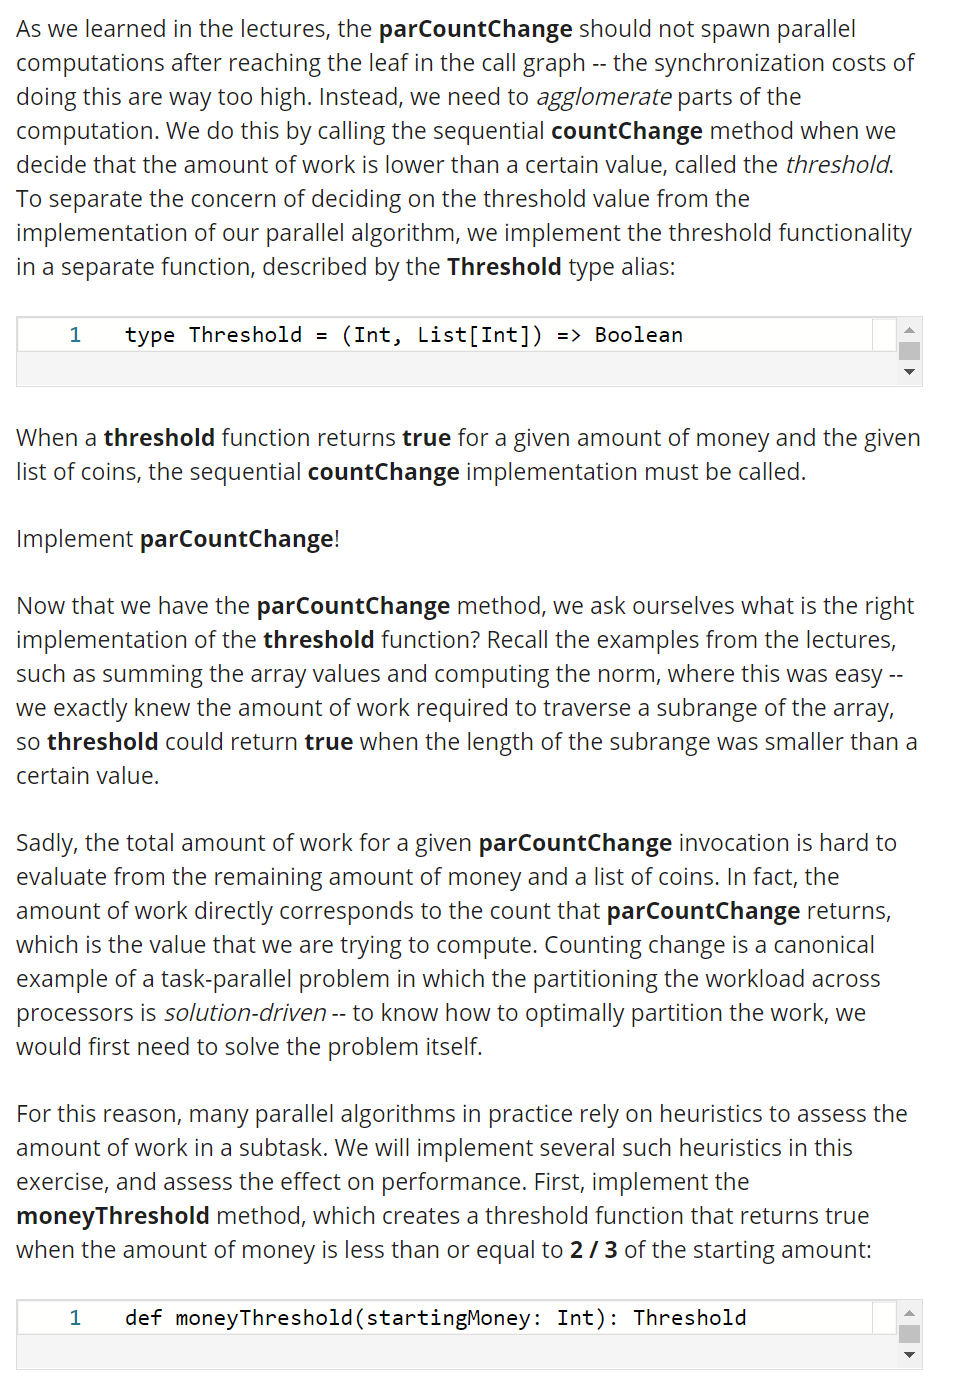 As we learned in the lectures, the parCountChange should not spawn parallel
computations after reaching the leaf in the call graph -- the synchronization costs of
doing this are way too high. Instead, we need to agglomerate parts of the
computation. We do this by calling the sequential countChange method when we
decide that the amount of work is lower than a certain value, called the threshold.
To separate the concern of deciding on the threshold value from the
implementation of our parallel algorithm, we implement the threshold functionality
in a separate function, described by the Threshold type alias:
1 type Threshold = (Int, List[Int]) => Boolean
When a threshold function returns true for a given amount of money and the given
list of coins, the sequential countChange implementation must be called.
Implement parCountChange!
Now that we have the parCountChange method, we ask ourselves what is the right
implementation of the threshold function? Recall the examples from the lectures,
such as summing the array values and computing the norm, where this was easy --
we exactly knew the amount of work required to traverse a subrange of the array,
so threshold could return true when the length of the subrange was smaller than a
certain value.
Sadly, the total amount of work for a given parCountChange invocation is hard to
evaluate from the remaining amount of money and a list of coins. In fact, the
amount of work directly corresponds to the count that parCountChange returns,
which is the value that we are trying to compute. Counting change is a canonical
example of a task-parallel problem in which the partitioning the workload across
processors is solution-driven -- to know how to optimally partition the work, we
would first need to solve the problem itself.
For this reason, many parallel algorithms in practice rely on heuristics to assess the
amount of work in a subtask. We will implement several such heuristics in this
exercise, and assess the effect on performance. First, implement the
moneyThreshold method, which creates a threshold function that returns true
when the amount of money is less than or equal to 2 / 3 of the starting amount:
1 def moneyThreshold(startingMoney: Int): Threshold